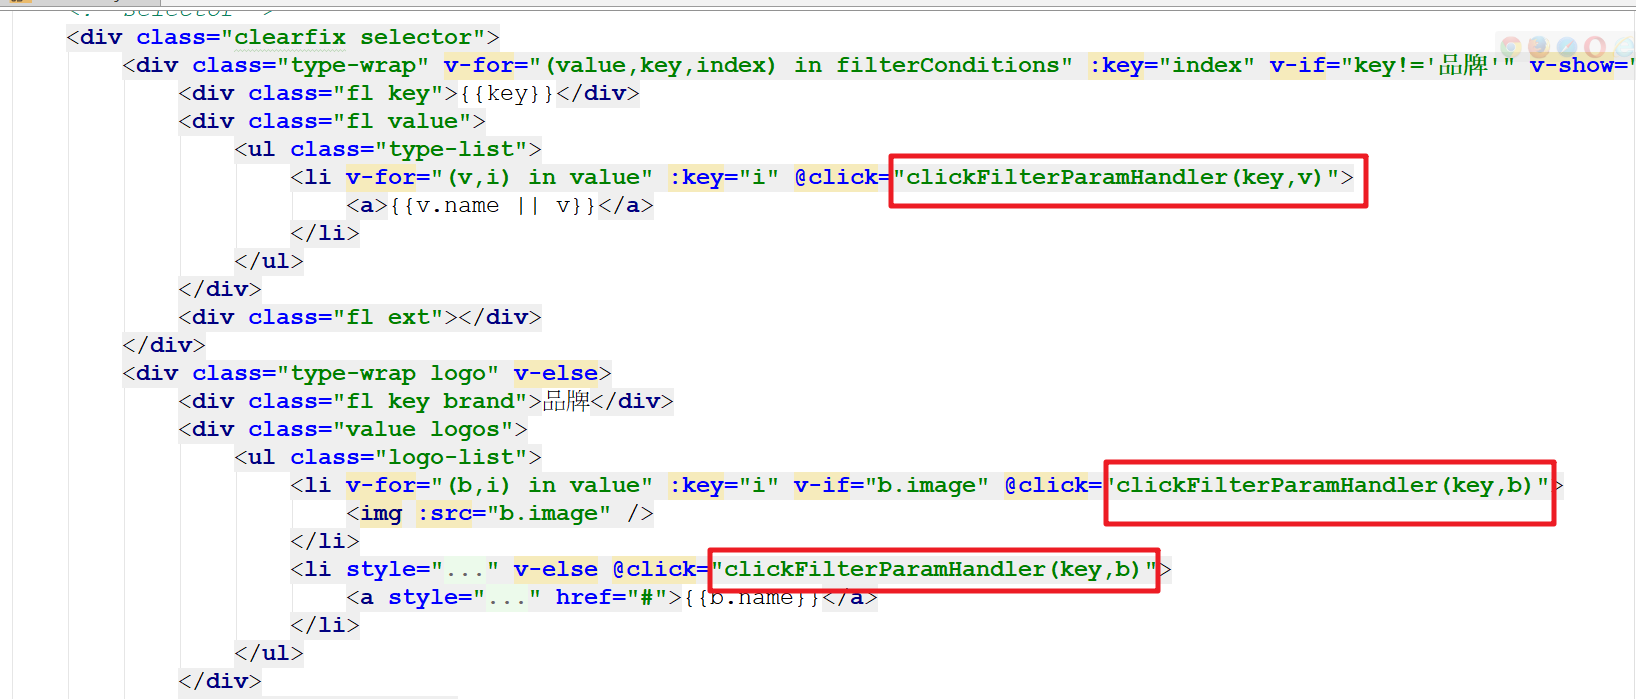 <div class="clearfix selector">
<div class="type-wrap" v-for="(value,key,index) in filterConditions" :key="index" v-if="key!='品牌'" v-show="
<div class="fl key">{{key}}</div>
<div class="fl value">
<ul class="type-list">
<li v-for="(v,i) in value" :key="i" @click="clickFilterParamHandler(key,v)">
<a>{{v.name || v}}</a>
</li>
</ul>
</div>
<div class="fl ext"></div>
</div>
<div class="type-wrap logo" v-else>
<div class="fl key brand">品牌</div>
<div class="value logos">
<ul class="logo-list">
<li v-for="(b,i) in value" :key="i" v-if="b.image" @click="clickFilterParamHandler(key,b)">
<img :src="b.image" />
</li>
<li style="..." v-else @click="clickFilterParamHandler(key,b)">
<a style="..." href="#">{{b.name}}</a>
</li>
</ul>
</div>